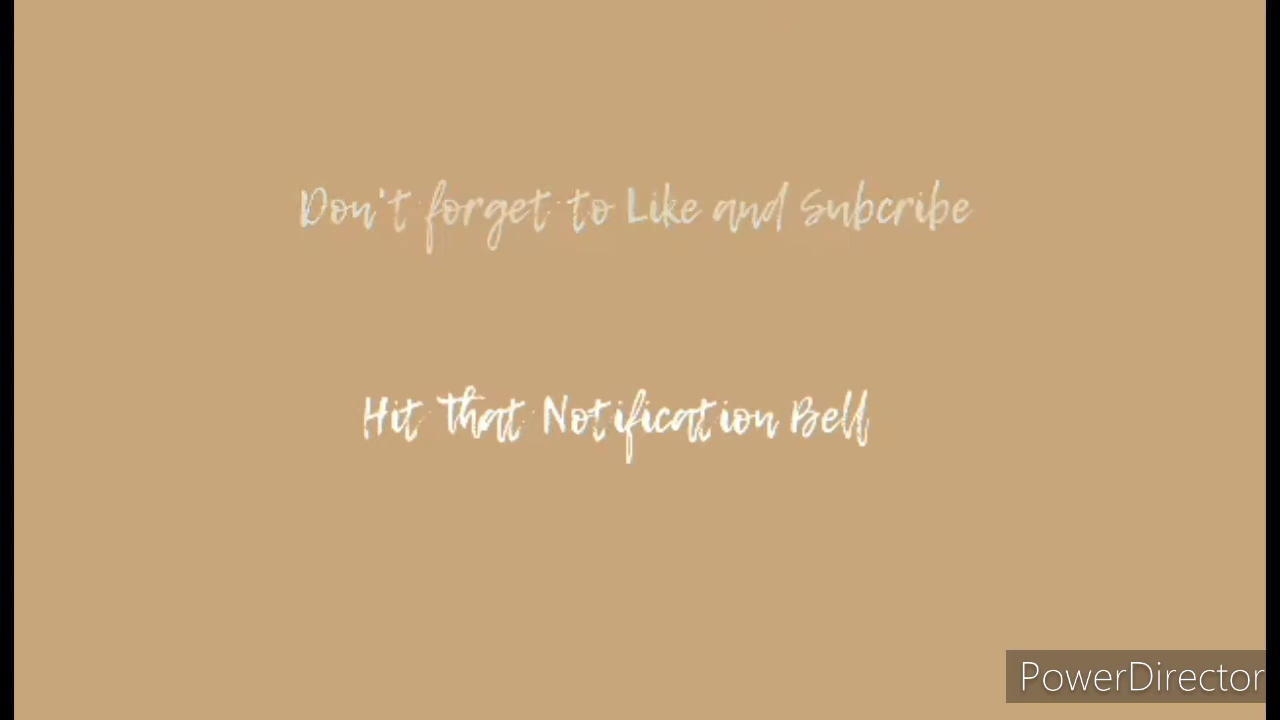 Don't forget to Like and Subcribe
Hit that Notification Bell
PowerDirector